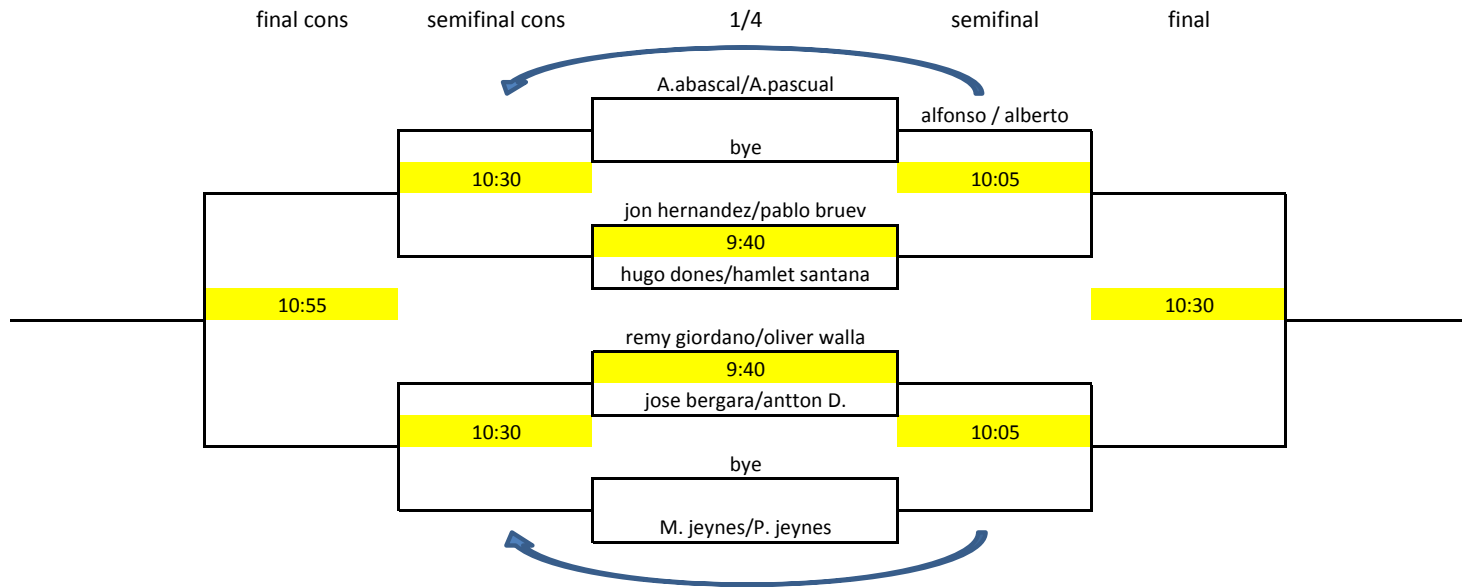 final cons semifinal cons 1/4 semifinal final
A.abascal/A.pascual
alfonso / alberto
bye
10:30 10:05
jon hernandez/pablo bruev
9:40
hugo dones/hamlet santana
10:55 10:30
remy giordano/oliver walla
9:40
jose bergara/antton D.
10:30 10:05
bye
M. jeynes/P. jeynes